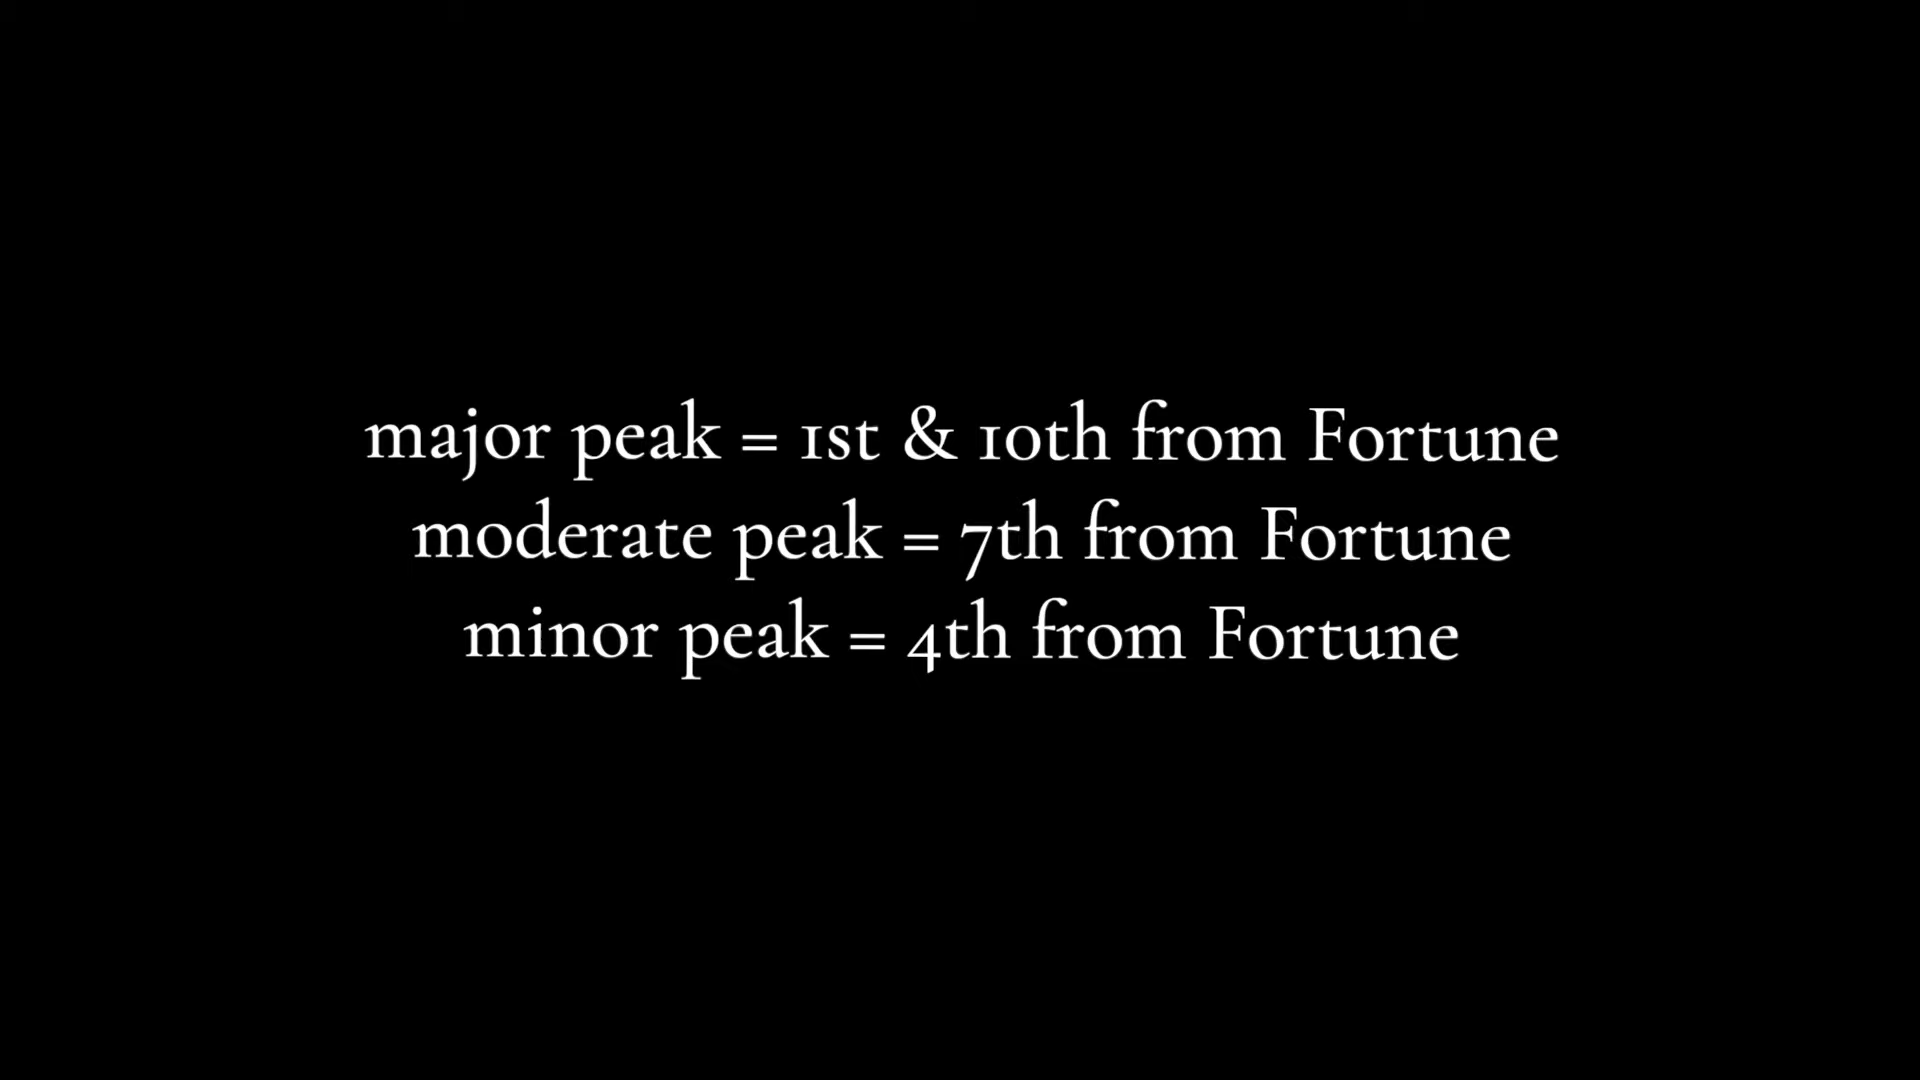 major peak = 1st & 10th from Fortune
moderate peak = 7th from Fortune
minor peak = 4th from Fortune